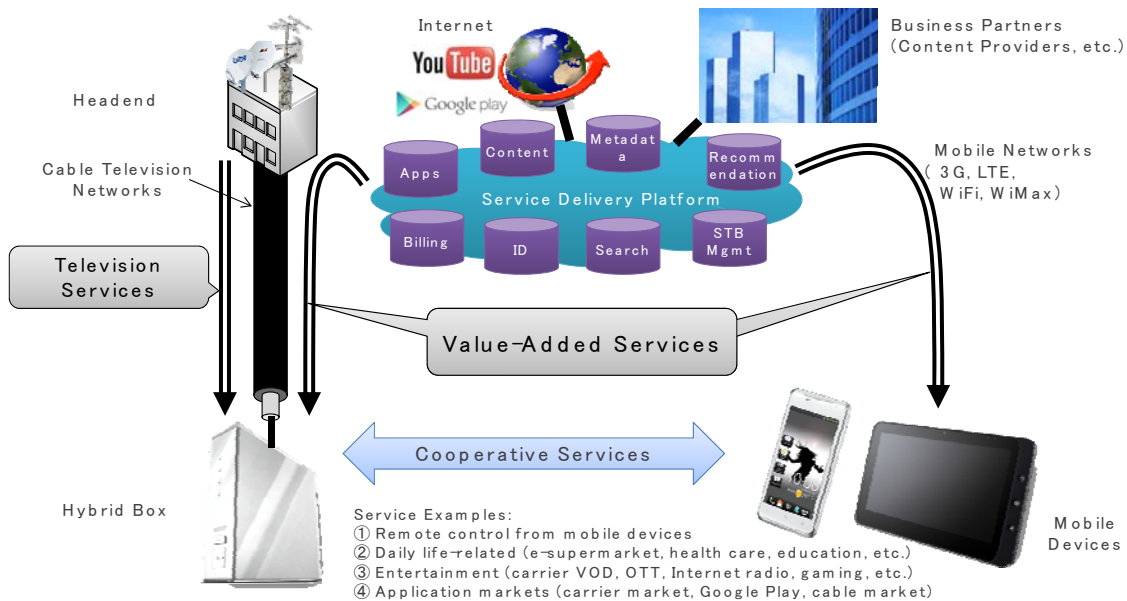 Internet
Business Partners
(Content Providers, etc.)
YouTube
Google play
Headend
Cable Television
Networks
Apps
Content
Metadat
a
Recomm
endation
Service Delivery Platform
Billing
ID
Search
STB
Mgmt
Mobile Networks
( 3G, LTE,
WiFi, WiMax)
Television
Services
Value-Added Services
Cooperative Services
Hybrid Box
Mobile
Devices
Service Examples:
① Remote control from mobile devices
② Daily life-related (e-supermarket, health care, education, etc.)
③ Entertainment (carrier VOD, OTT, Internet radio, gaming, etc.)
④ Application markets (carrier market, Google Play, cable market)